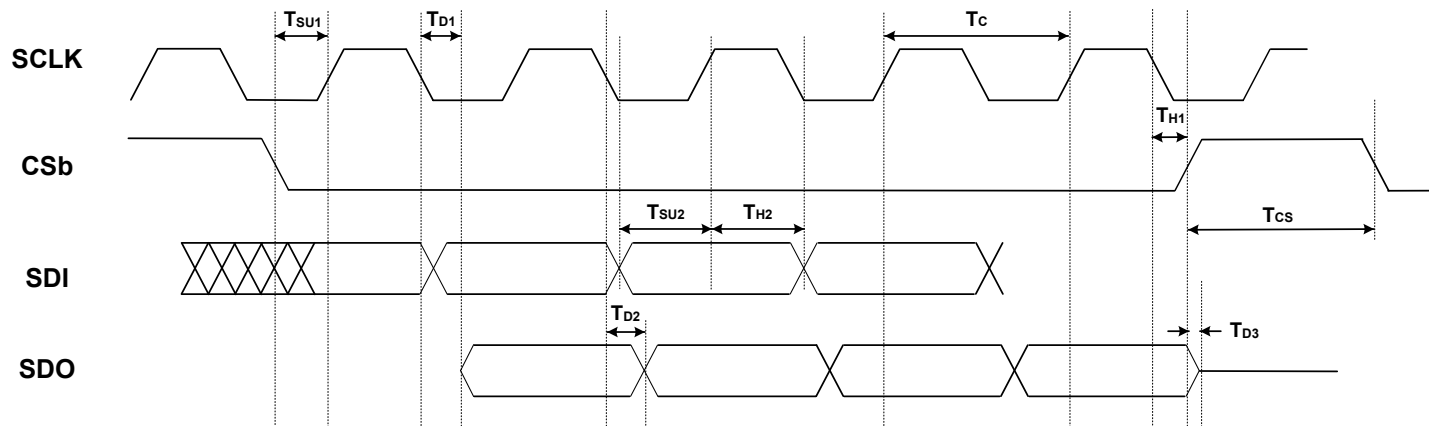 TSU1 TD1 TC
SCLK
TH1
CSb
TSU2 TH2 TCS
SDI
TD2 TD3
SDO